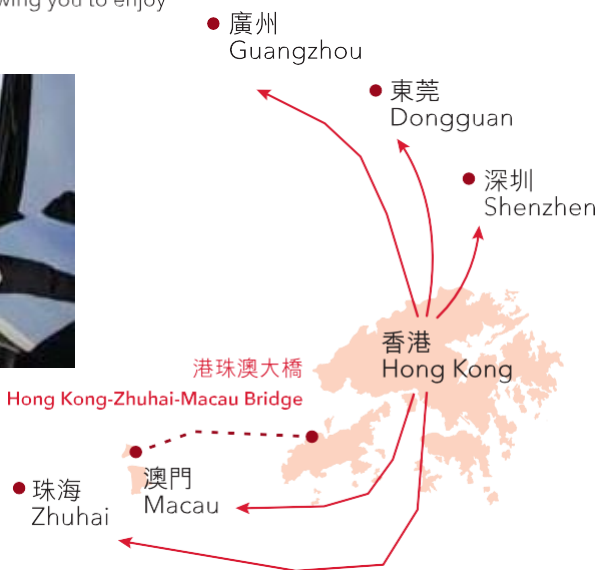 wing you to enjoy
廣州
Guangzhou
東莞
Dongguan
深圳
Shenzhen
香港
Hong Kong
港珠澳大橋
Hong Kong-Zhuhai-Macau Bridge
澳門
Macau
珠海
Zhuhai